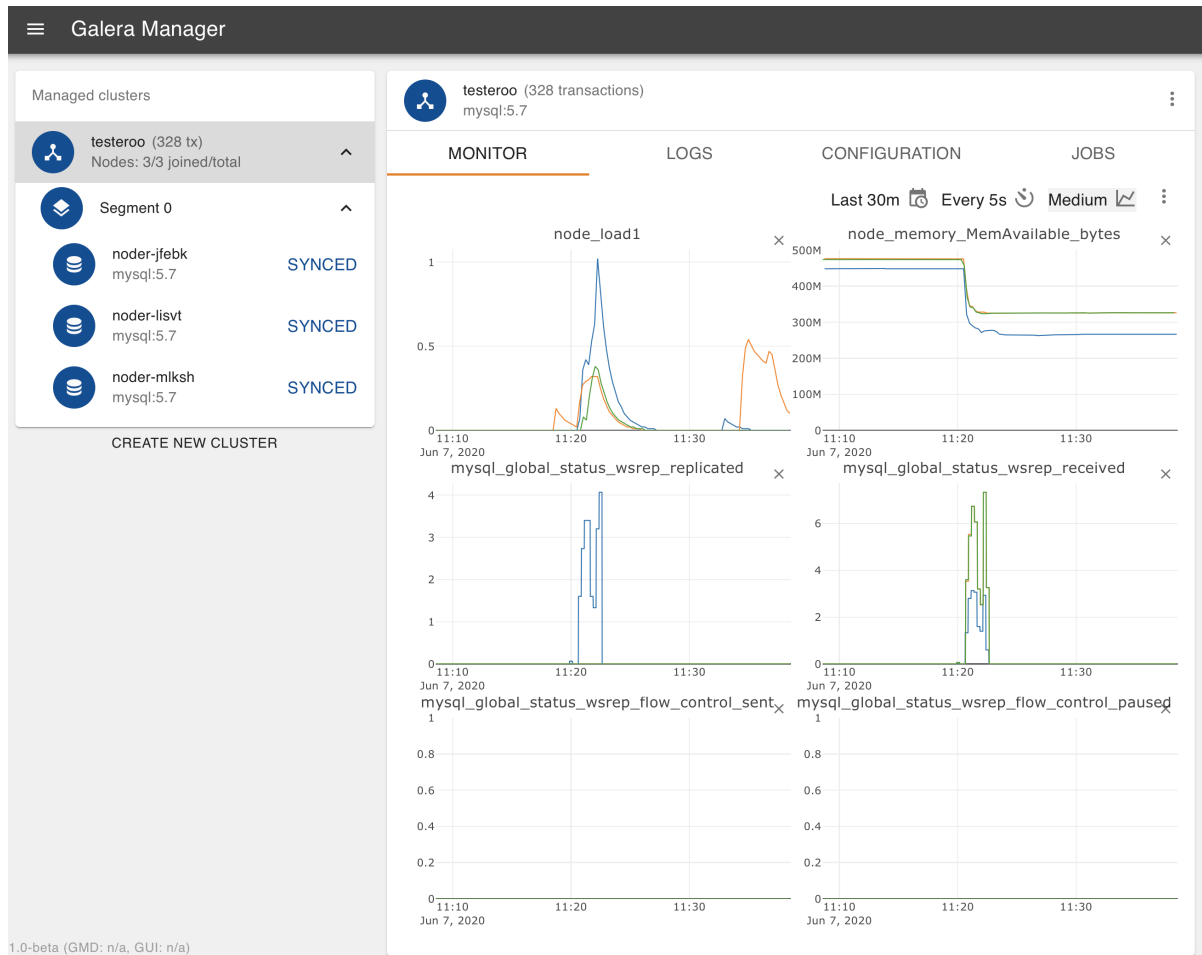 Galera Manager
Managed clusters
testeroo (328 tx)
Nodes: 3/3 joined/total
Segment 0
noder-jfebk
mysql:5.7
SYNCED
noder-lisvt
mysql:5.7
SYNCED
noder-mlksh
mysql:5.7
SYNCED
CREATE NEW CLUSTER
testeroo (328 transactions)
mysql:5.7
MONITOR LOGS CONFIGURATION JOBS
Last 30m Every 5s Medium
node_load1
1
0.5
0
11:10 11:20 11:30
Jun 7, 2020
node_memory_MemAvailable_bytes
500M
400M
300M
200M
100M
0
11:10 11:20 11:30
Jun 7, 2020
mysql_global_status_wsrep_replicated
4
3
2
1
0
11:10 11:20 11:30
Jun 7, 2020
mysql_global_status_wsrep_received
6
4
2
0
11:10 11:20 11:30
Jun 7, 2020
mysql_global_status_wsrep_flow_control_sent
1
0.8
0.6
0.4
0.2
0
11:10 11:20 11:30
Jun 7, 2020
mysql_global_status_wsrep_flow_control_paused
1
0.8
0.6
0.4
0.2
0
11:10 11:20 11:30
Jun 7, 2020
1.0-beta (GMD: n/a, GUI: n/a)